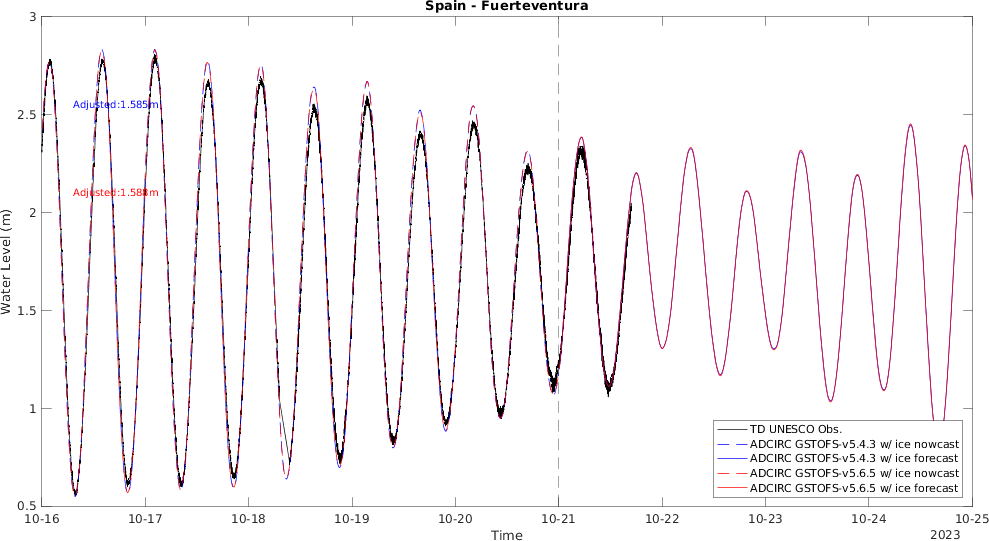 Spain - Fuerteventura
3
2.5
2
1.5
1
0.5
Water Level (m)
Adjusted:1.585m
Adjusted:1.588m
TD UNESCO Obs.
ADCIRC GSTOFS-v5.4.3 w/ ice nowcast
ADCIRC GSTOFS-v5.4.3 w/ ice forecast
ADCIRC GSTOFS-v5.6.5 w/ ice nowcast
ADCIRC GSTOFS-v5.6.5 w/ ice forecast
10-16 10-17 10-18 10-19 10-20 10-21 10-22 10-23 10-24 10-25
Time
2023